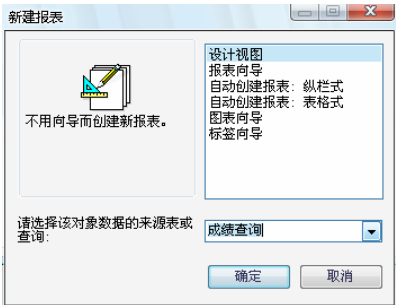 新建报表
设计视图
报表向导
自动创建报表：纵栏式
自动创建报表：表格式
图表向导
标签向导
不用向导而创建新报表。
请选择该对象数据的来源表或
查询：
成绩查询
确定
取消